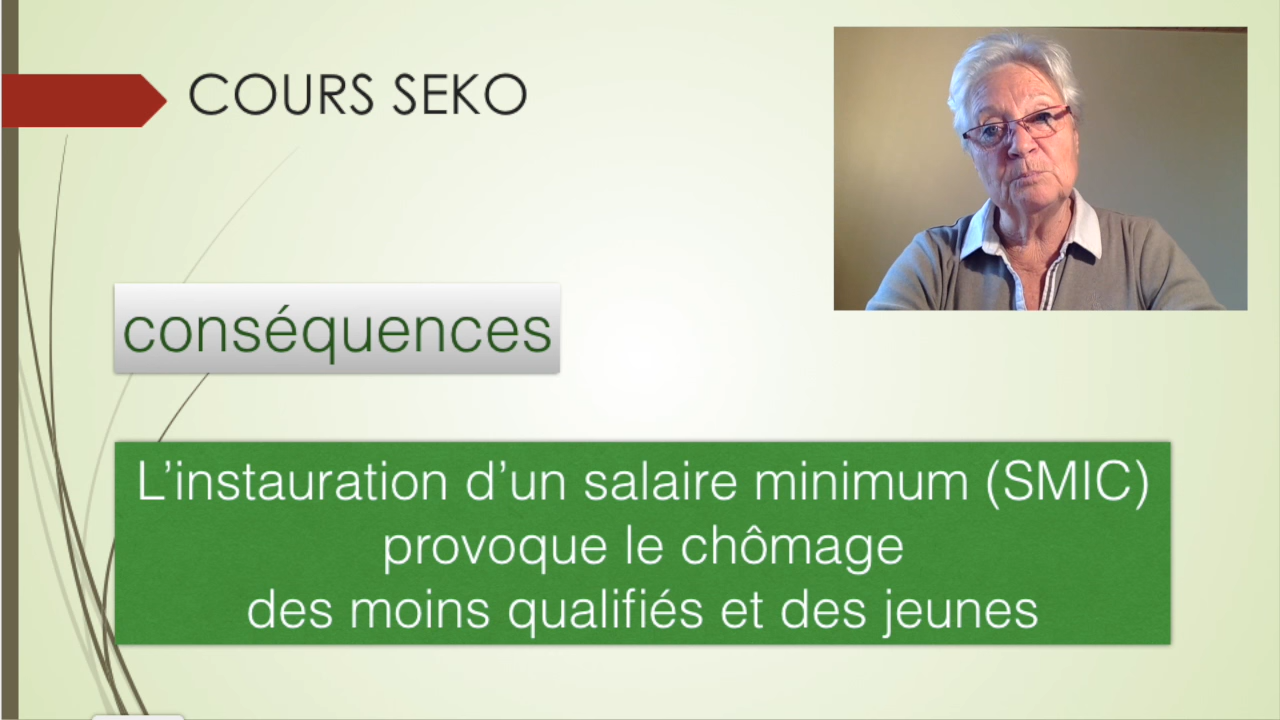 COURS SEKO
conséquences
L’instauration d’un salaire minimum (SMIC)
provoque le chômage
des moins qualifiés et des jeunes